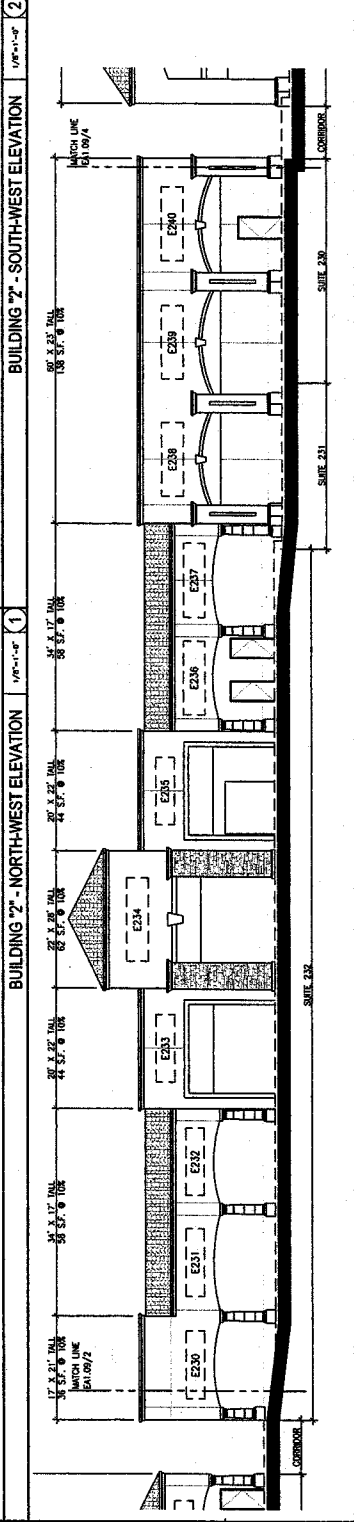 BUILDING "2" - NORTH-WEST ELEVATION 1/8"=1'-0" 1
BUILDING "2" - SOUTH-WEST ELEVATION 1/8"=1'-0" 2
17' X 21' TALL
36 S.F. @ 10%
MATCH LINE
EA1.09/2
34' X 17' TALL
58 S.F. @ 10%
20' X 22' TALL
44 S.F. @ 10%
22' X 28' TALL
62 S.F. @ 10%
20' X 22' TALL
44 S.F. @ 10%
34' X 17' TALL
58 S.F. @ 10%
60' X 23' TALL
138 S.F. @ 10%
MATCH LINE
EA1.09/4
E230
E231
E232
E233
E234
E235
E236
E237
E238
E239
E240
CORRIDOR
SUITE 232
SUITE 231
SUITE 230
CORRIDOR